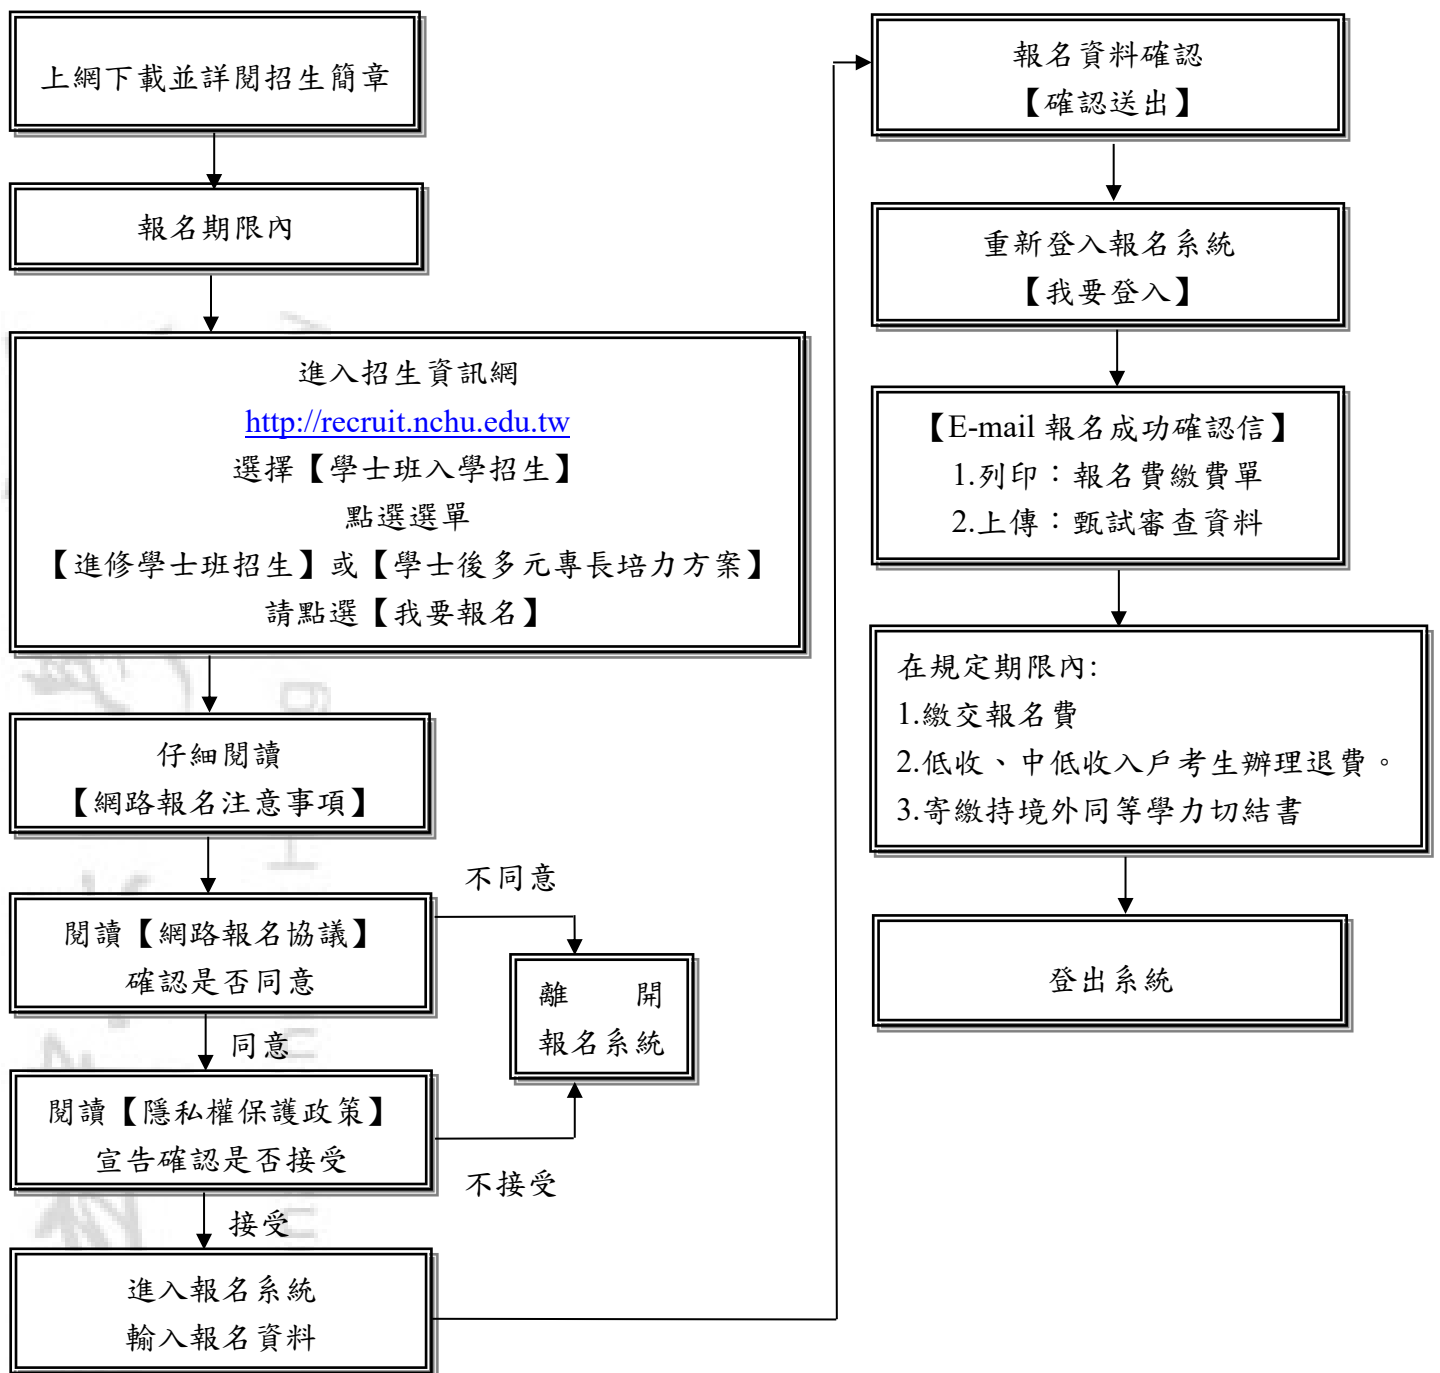 上網下載並詳閱招生簡章
報名期限內
進入招生資訊網
http://recruit.nchu.edu.tw
選擇【學士班入學招生】
點選選單
【進修學士班招生】或【學士後多元專長培力方案】
請點選【我要報名】
仔細閱讀
【網路報名注意事項】
閱讀【網路報名協議】
確認是否同意
不同意
離 開
報名系統
同意
閱讀【隱私權保護政策】
宣告確認是否接受
不接受
接受
進入報名系統
輸入報名資料
報名資料確認
【確認送出】
重新登入報名系統
【我要登入】
【E-mail 報名成功確認信】
1.列印：報名費繳費單
2.上傳：甄試審查資料
在規定期限內:
1.繳交報名費
2.低收、中低收入戶考生辦理退費。
3.寄繳持境外同等學力切結書
登出系統